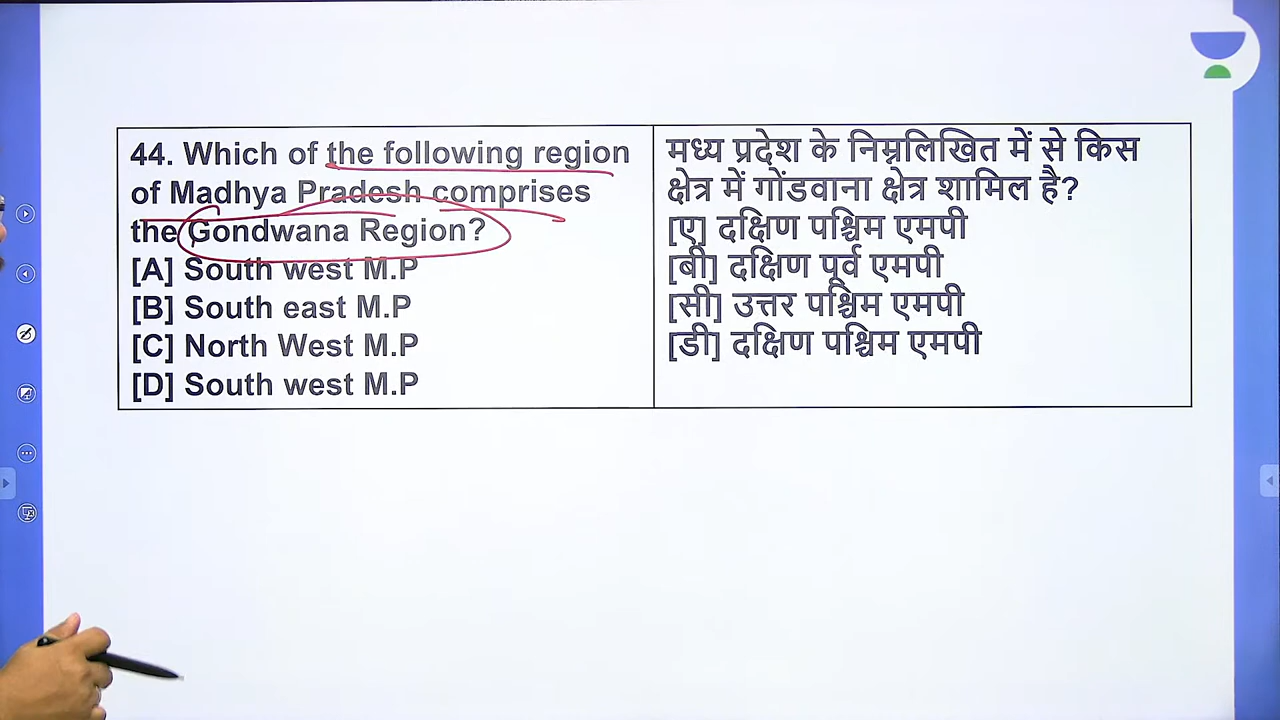 44. Which of the following region
of Madhya Pradesh comprises
the Gondwana Region?
[A] South west M.P
[B] South east M.P
[C] North West M.P
[D] South west M.P
मध्य प्रदेश के निम्नलिखित में से किस
क्षेत्र में गोंडवाना क्षेत्र शामिल है?
[ए] दक्षिण पश्चिम एमपी
[बी] दक्षिण पूर्व एमपी
[सी] उत्तर पश्चिम एमपी
[डी] दक्षिण पश्चिम एमपी